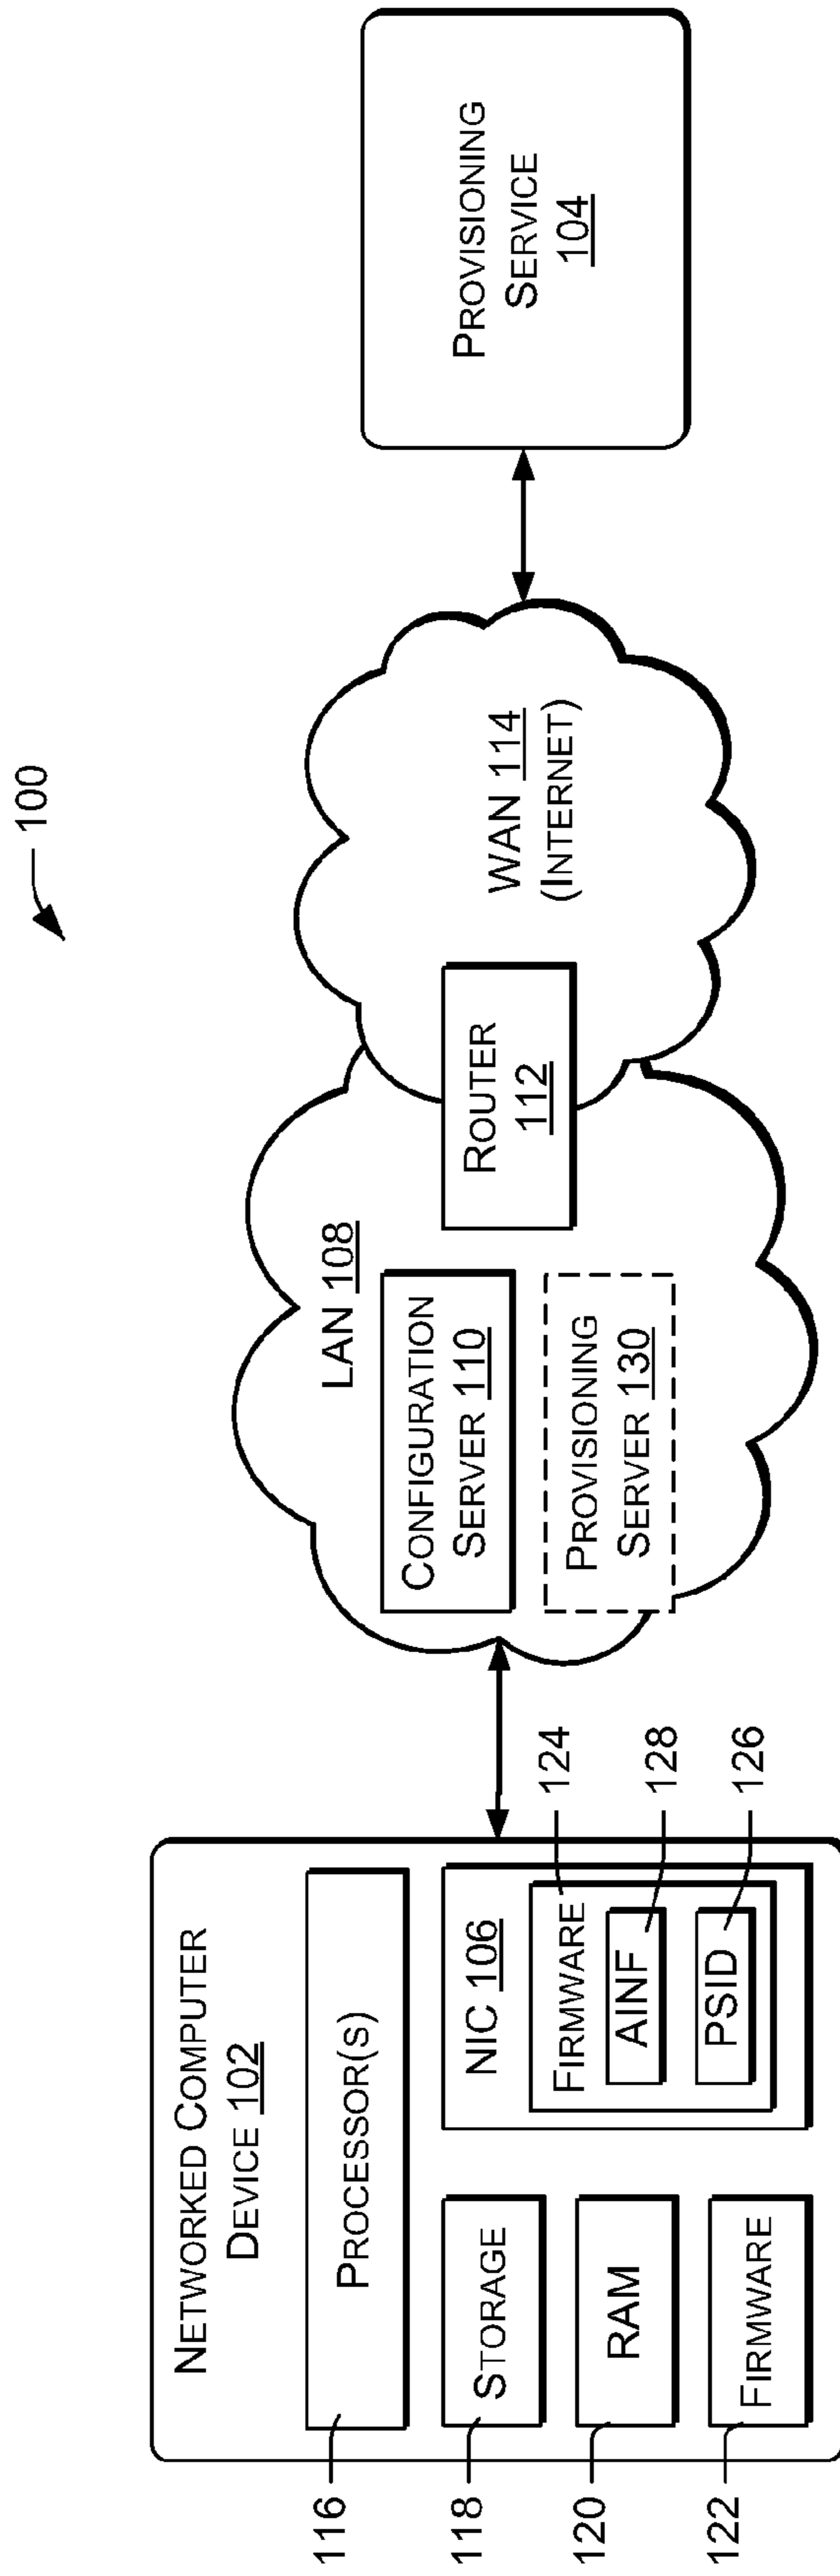 100
NETWORKED COMPUTER
DEVICE 102
PROCESSOR(S)
116
STORAGE
118
RAM
120
FIRMWARE
122
NIC 106
FIRMWARE
124
AINF
128
PSID
126
LAN 108
CONFIGURATION
SERVER 110
PROVISIONING
SERVER 130
ROUTER
112
WAN 114
(INTERNET)
PROVISIONING
SERVICE
104